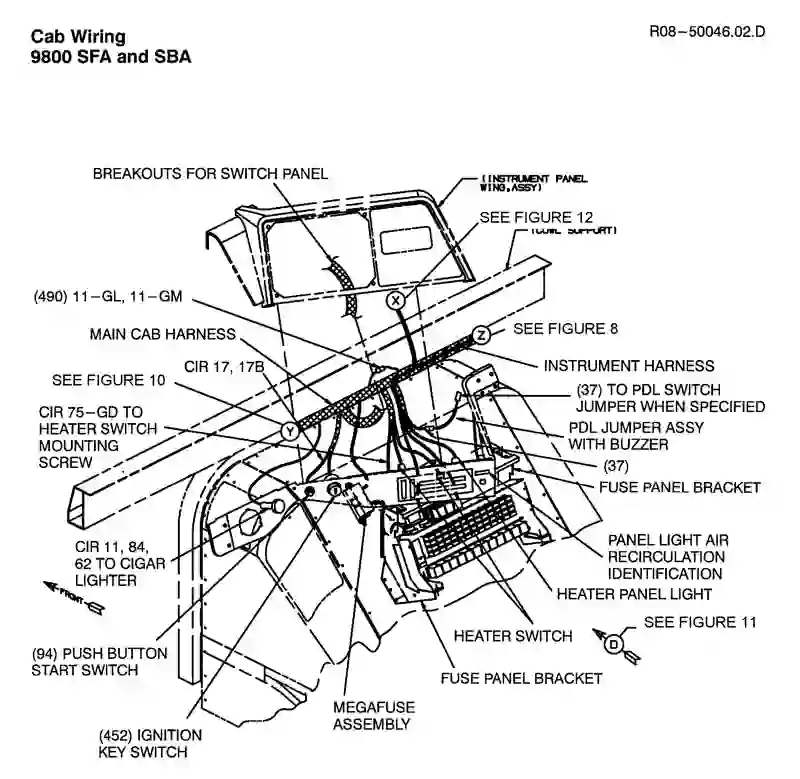 Cab Wiring
9800 SFA and SBA
R08-50046.02.D
BREAKOUTS FOR SWITCH PANEL
(INSTRUMENT PANEL
WING,ASSY)
SEE FIGURE 12
(COWL SUPPORT)
X
(490) 11-GL, 11-GM
Z
SEE FIGURE 8
MAIN CAB HARNESS
CIR 17, 17B
INSTRUMENT HARNESS
SEE FIGURE 10
(37) TO PDL SWITCH
JUMPER WHEN SPECIFIED
CIR 75-GD TO
HEATER SWITCH
MOUNTING
SCREW
Y
PDL JUMPER ASSY
WITH BUZZER
(37)
FUSE PANEL BRACKET
CIR 11, 84,
62 TO CIGAR
LIGHTER
PANEL LIGHT AIR
RECIRCULATION
IDENTIFICATION
FRONT
HEATER PANEL LIGHT
HEATER SWITCH
SEE FIGURE 11
D
(94) PUSH BUTTON
START SWITCH
FUSE PANEL BRACKET
MEGAFUSE
ASSEMBLY
(452) IGNITION
KEY SWITCH